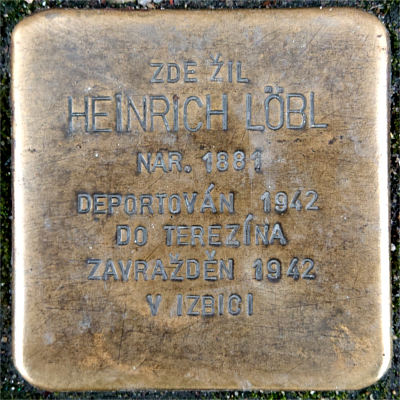 ZDE ŽIL
HEINRICH LÖBL
NAR. 1881
DEPORTOVÁN 1942
DO TEREZÍNA
ZAVRAŽDĚN 1942
V IZBICI